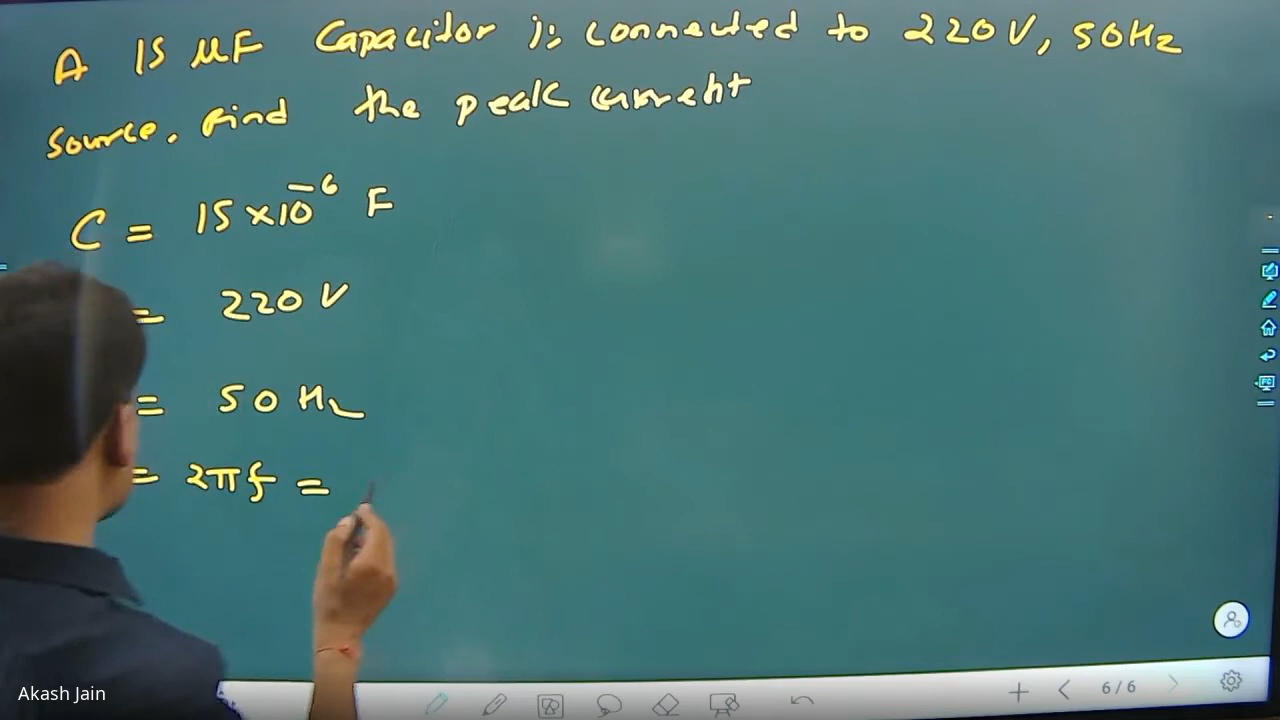 A 15 μF Capacitor is connected to 220V, 50Hz
Source. Find the peak current
C = 15×10⁻⁶ F
= 220 V
= 50 Hz
= 2πf =
6/6
Akash Jain